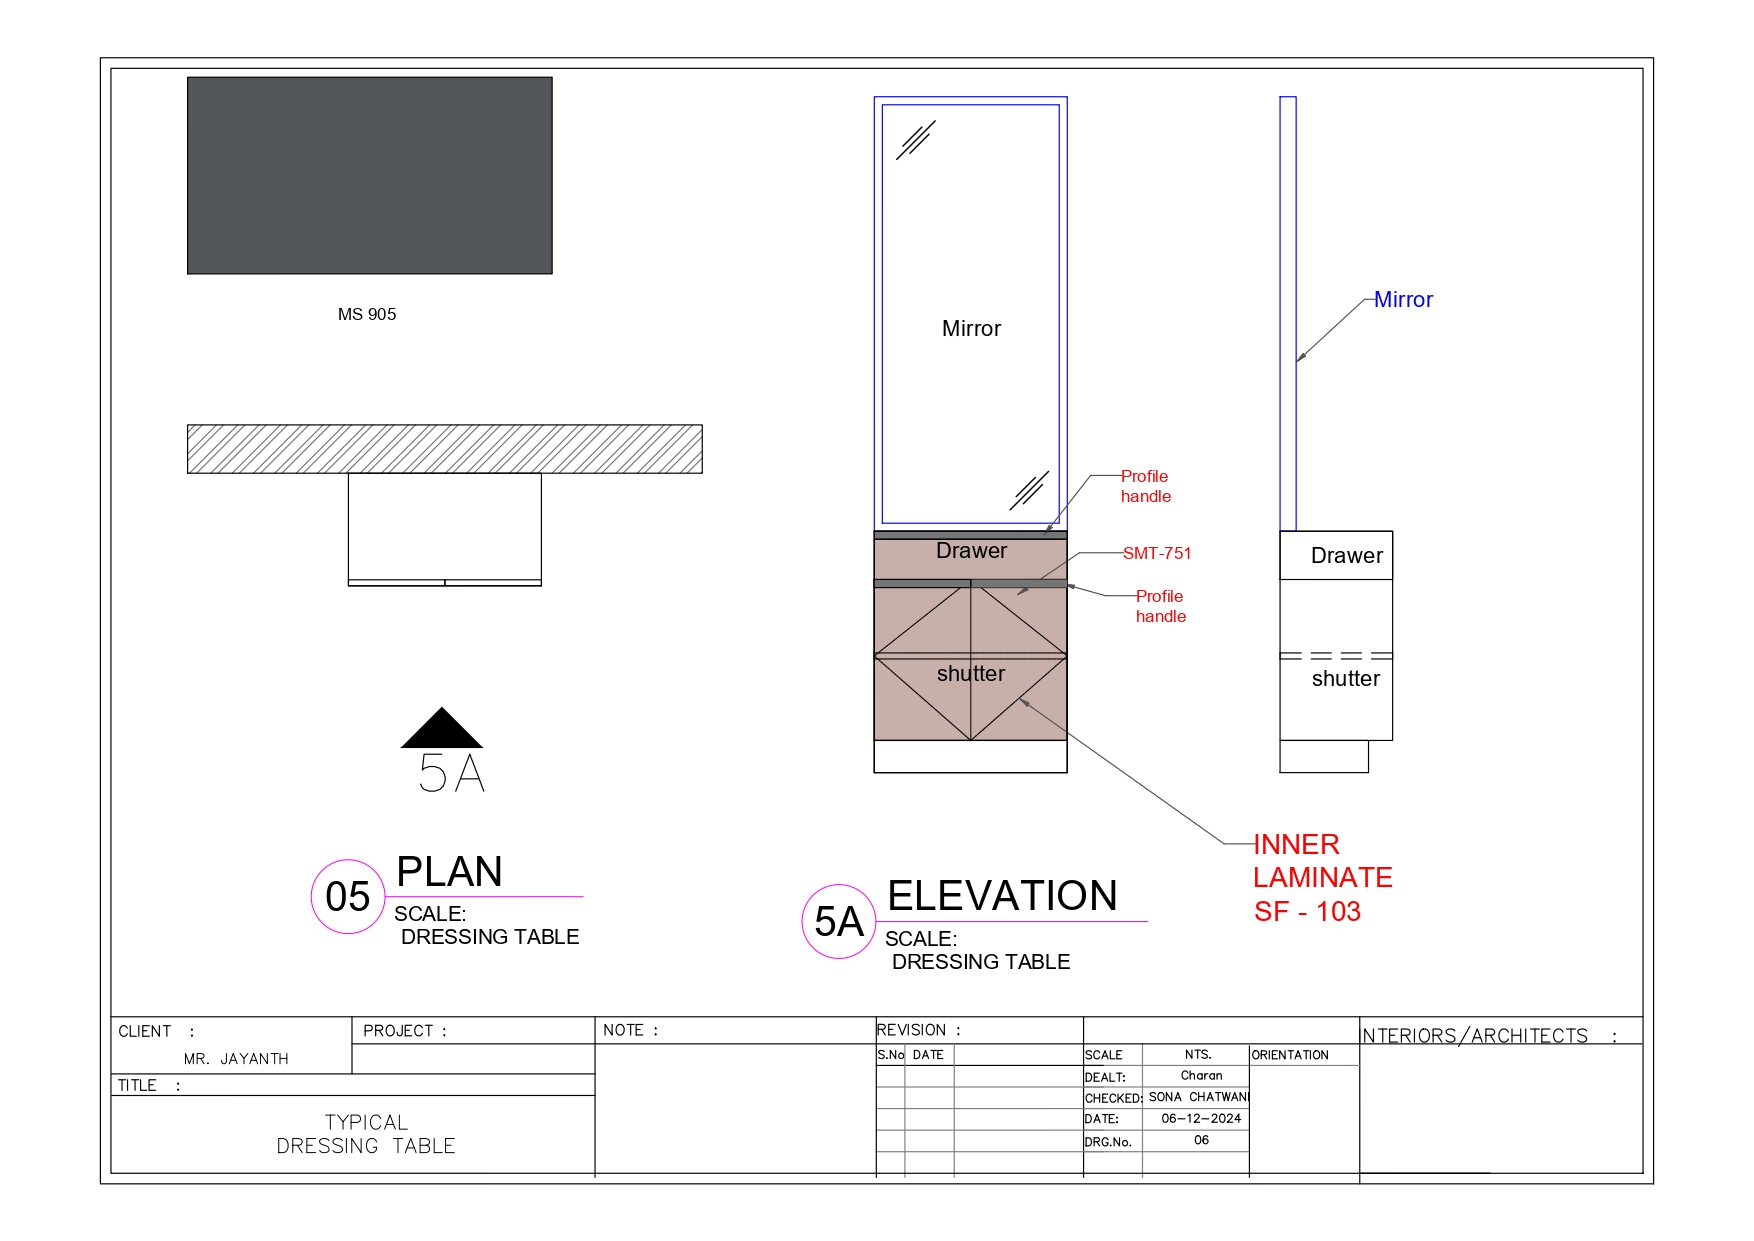 MS 905
Mirror
Mirror
Profile
handle
Drawer
SMT-751
Drawer
Profile
handle
shutter
shutter
5A
INNER
LAMINATE
SF - 103
05
PLAN
SCALE:
DRESSING TABLE
5A
ELEVATION
SCALE:
DRESSING TABLE
CLIENT :
MR. JAYANTH
PROJECT :
TITLE :
TYPICAL
DRESSING TABLE
NOTE :
REVISION :
S.No DATE
SCALE NTS.
DEALT: Charan
CHECKED: SONA CHATWANI
DATE: 06-12-2024
DRG.No. 06
ORIENTATION
INTERIORS/ARCHITECTS :